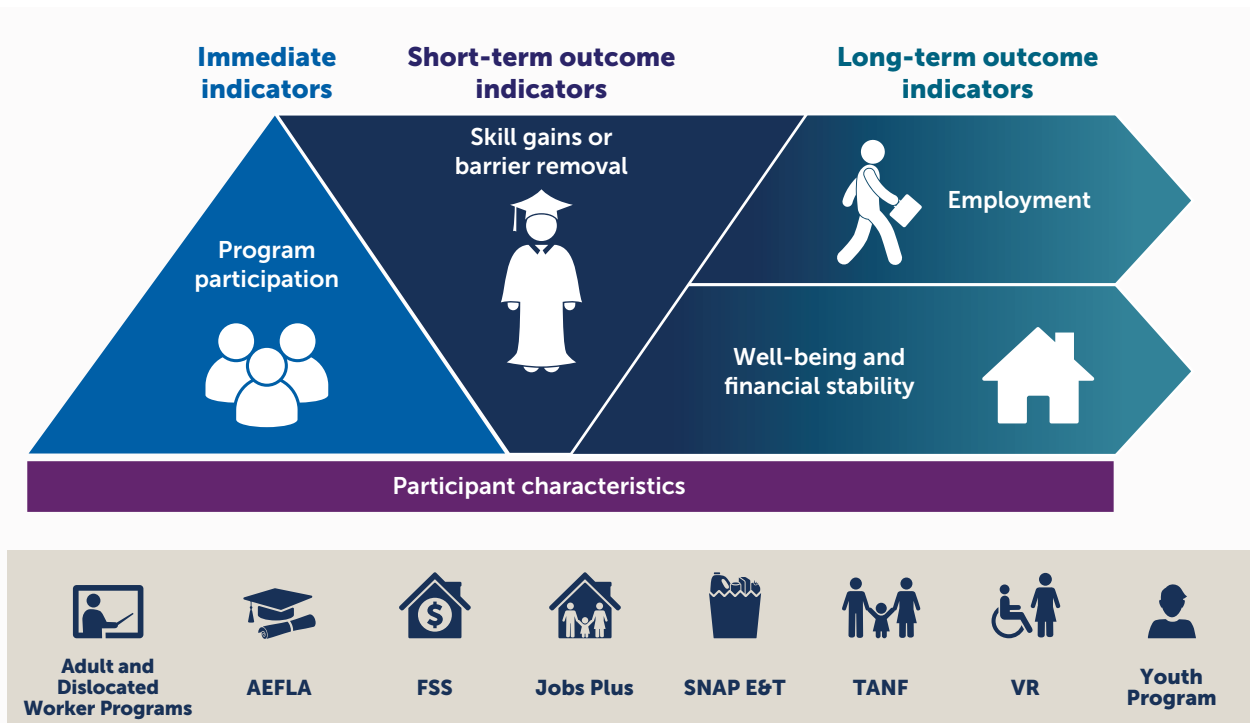 Immediate
indicators
Short-term outcome
indicators
Long-term outcome
indicators
Skill gains or
barrier removal
Program
participation
Employment
Well-being and
financial stability
Participant characteristics
Adult and
Dislocated
Worker Programs
AEFLA
FSS
Jobs Plus
SNAP E&T
TANF
VR
Youth
Program